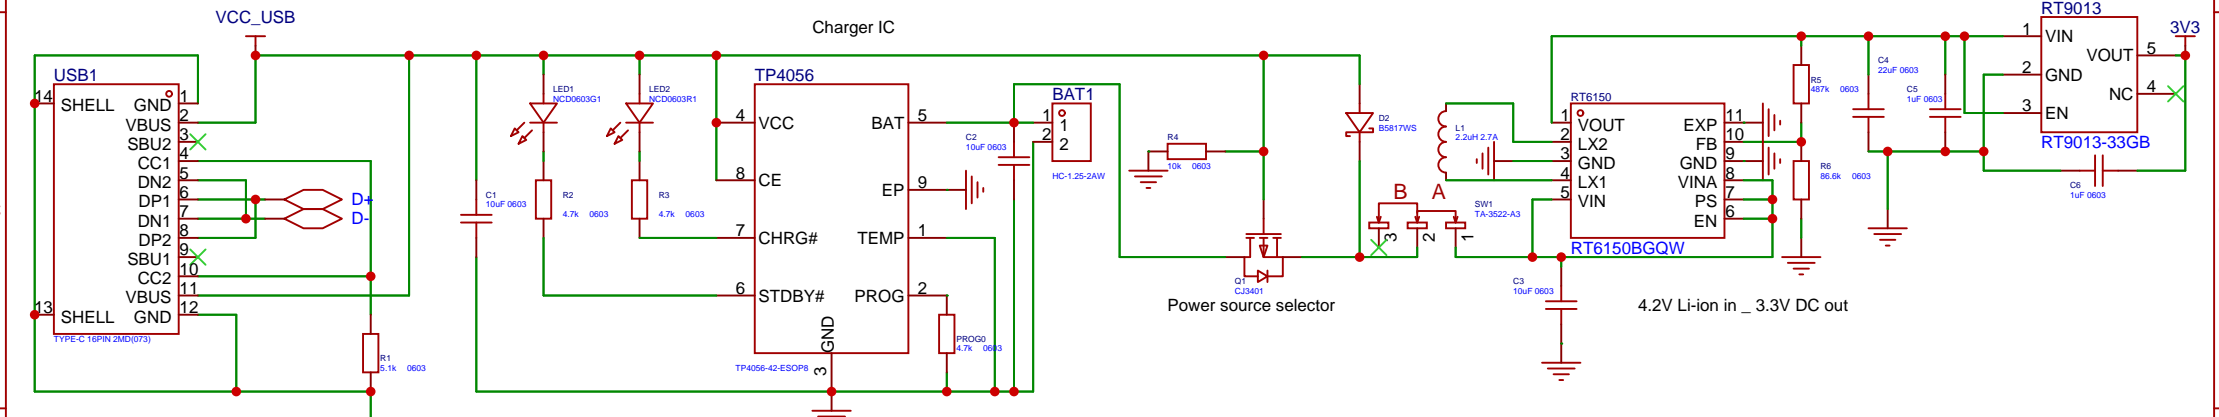 VCC_USB
Charger IC
USB1
14 SHELL
GND 1
VBUS 2
SBU2 3
CC1 4
DN2 5
DP1 6
DN1 7
DP2 8
SBU1 9
CC2 10
VBUS 11
GND 12
13 SHELL
TYPE-C 16PIN 2MD(073)
D+
D-
R1
5.1k 0603
C1
10uF 0603
LED1
NCD0603G1
R2
4.7k 0603
LED2
NCD0603R1
R3
4.7k 0603
TP4056
4 VCC
8 CE
7 CHRG#
6 STDBY#
BAT 5
EP 9
TEMP 1
PROG 2
GND
3
TP4056-42-ESOP8
PROG0
4.7k 0603
C2
10uF 0603
BAT1
1 1
2 2
HC-1.25-2AW
R4
10k 0603
Q1
CJ3401
Power source selector
D2
B5817WS
B A
3 2 1
SW1
TA-3522-A3
L1
2.2uH 2.7A
RT6150
1 VOUT
2 LX2
3 GND
4 LX1
5 VIN
EXP 11
FB 10
GND 9
VINA 8
PS 7
EN 6
RT6150BGQW
C3
10uF 0603
4.2V Li-ion in _ 3.3V DC out
R5
487k 0603
R6
86.6k 0603
C4
22uF 0603
C5
1uF 0603
RT9013
1 VIN
2 GND
3 EN
VOUT 5
NC 4
RT9013-33GB
C6
1uF 0603
3V3